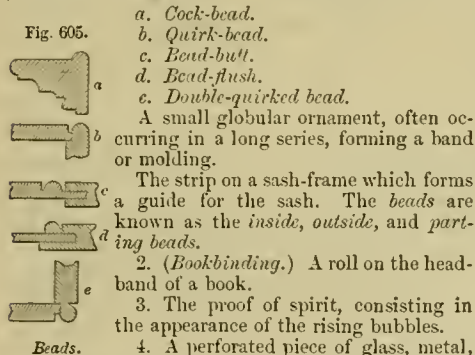 Fig. 605.
a
b
c
d
e
Beads.
a. Cock-bead.
b. Quirk-bead.
c. Bead-butt.
d. Bead-flush.
e. Double-quirked bead.
A small globular ornament, often oc-
curring in a long series, forming a band
or molding.
The strip on a sash-frame which forms
a guide for the sash. The beads are
known as the inside, outside, and part-
ing beads.
2. (Bookbinding.) A roll on the head-
band of a book.
3. The proof of spirit, consisting in
the appearance of the rising bubbles.
4. A perforated piece of glass, metal,